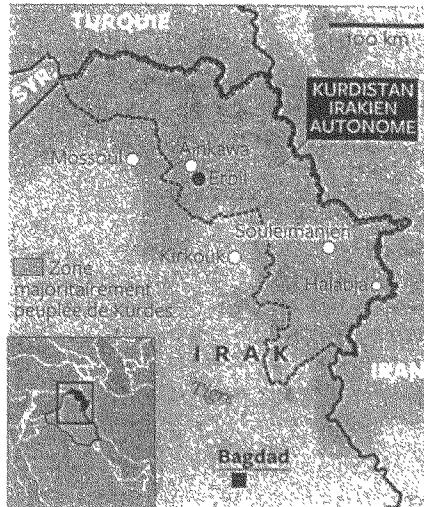 TURQUIE
100 km
SYR.
KURDISTAN
IRAKIEN
AUTONOME
Mossoul
Ankawa
Erbil
Souleimanieh
Kirkouk
Halabja
Zone
majoritairement
peuplée de Kurdes
IRAK
IRAN
Tigre
Bagdad